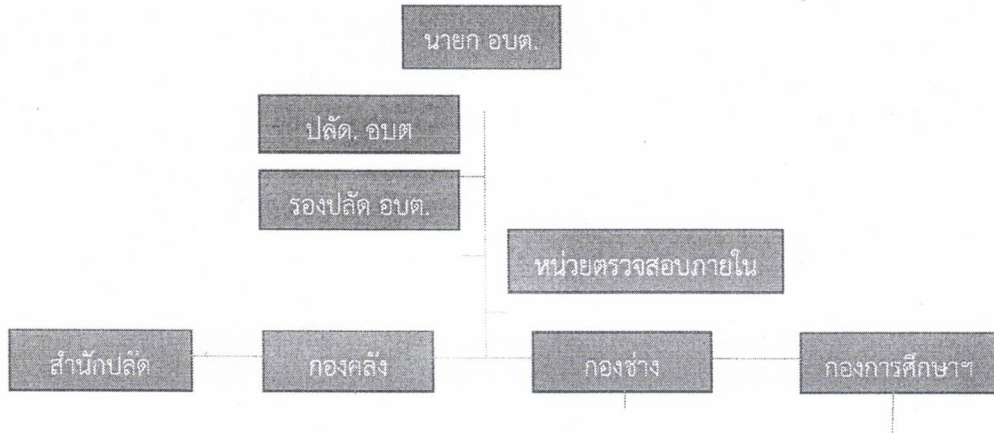 นายก อบต.
ปลัด. อบต
รองปลัด อบต.
หน่วยตรวจสอบภายใน
สำนักปลัด
กองคลัง
กองช่าง
กองการศึกษาฯ